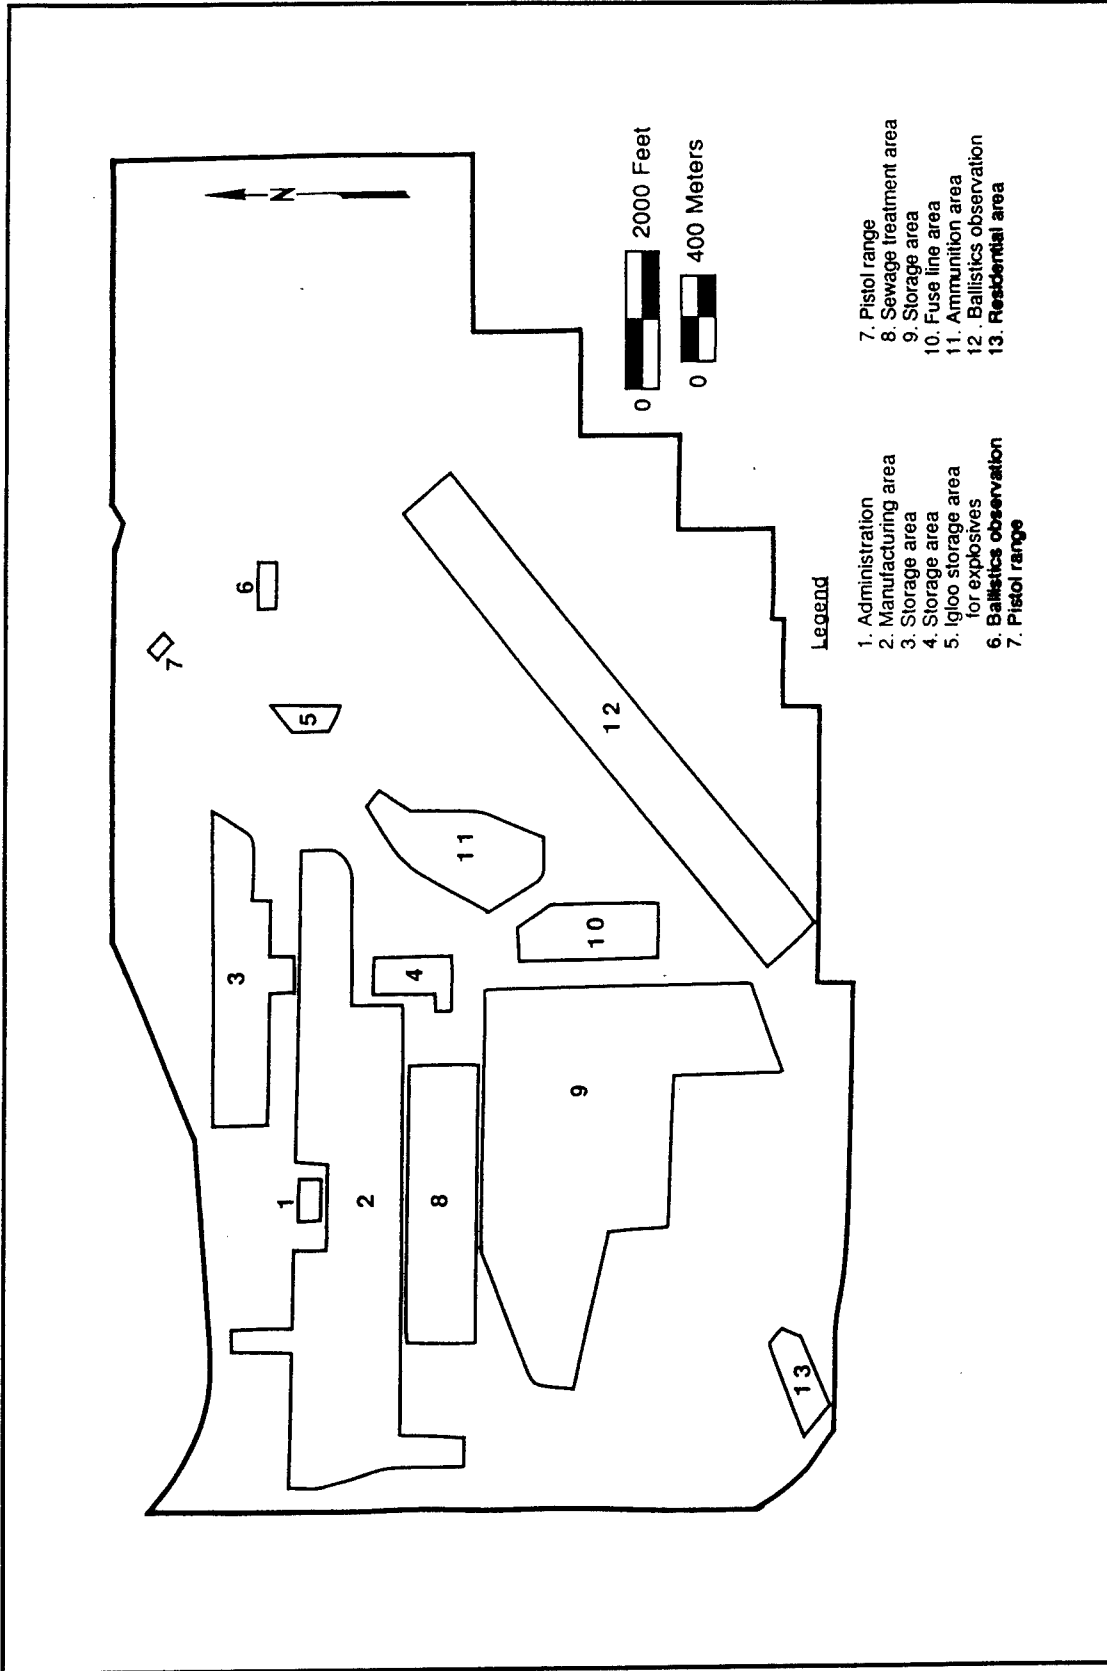 N
7
6
5
3
1
2
4
11
8
10
9
12
13
0 2000 Feet
0 400 Meters
Legend
1. Administration
2. Manufacturing area
3. Storage area
4. Storage area
5. Igloo storage area
for explosives
6. Ballistics observation
7. Pistol range
7. Pistol range
8. Sewage treatment area
9. Storage area
10. Fuse line area
11. Ammunition area
12 . Ballistics observation
13. Residential area